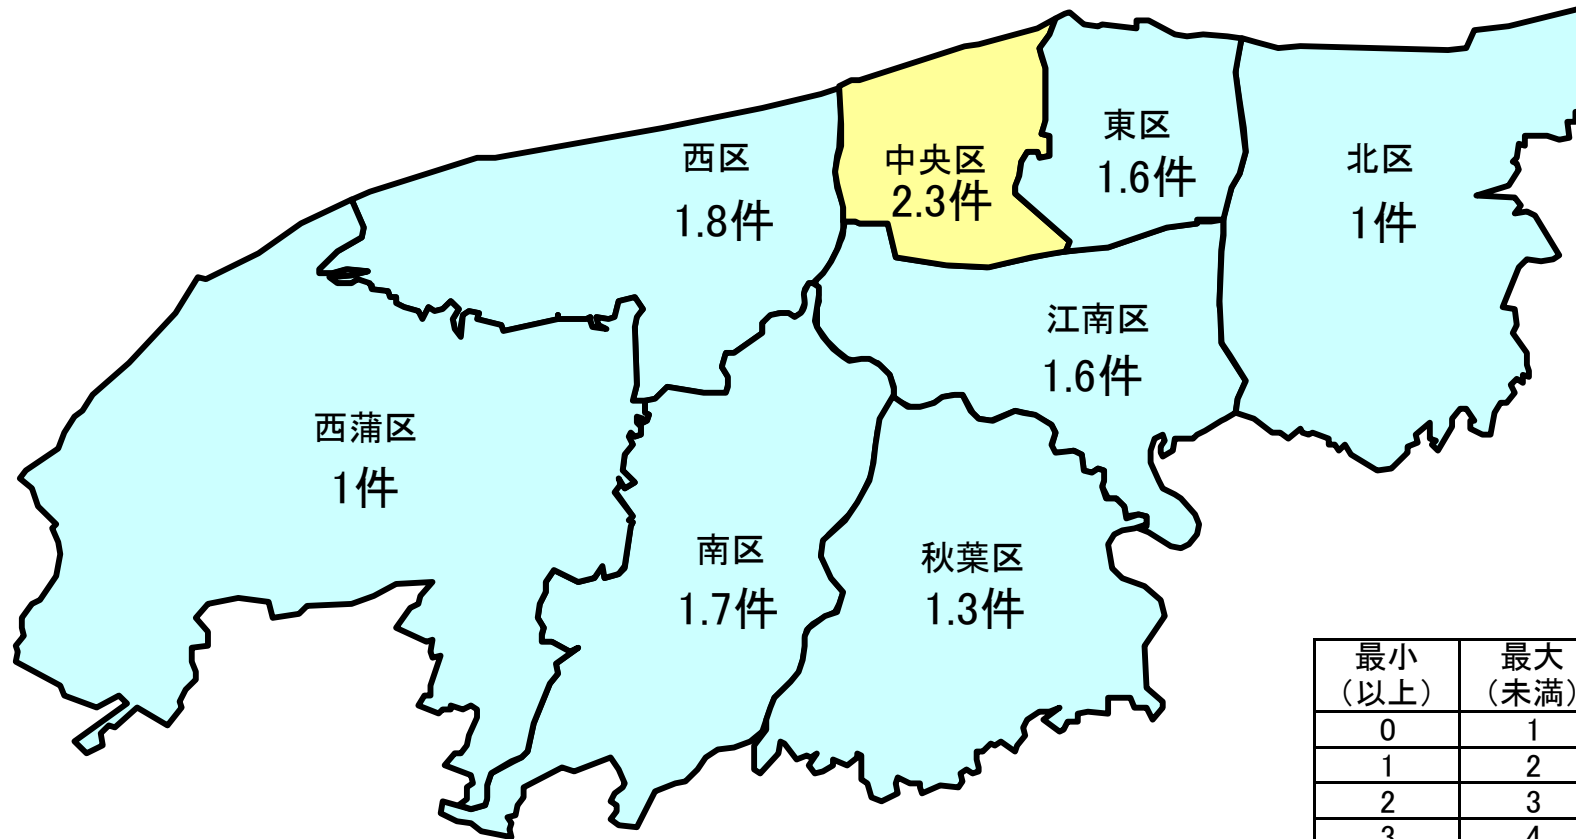 東区
1.6件
中央区
2.3件
西区
1.8件
北区
1件
江南区
1.6件
西蒲区
1件
南区
1.7件
秋葉区
1.3件
最小 最大
（以上） （未満）
0 1
1 2
2 3
3 4